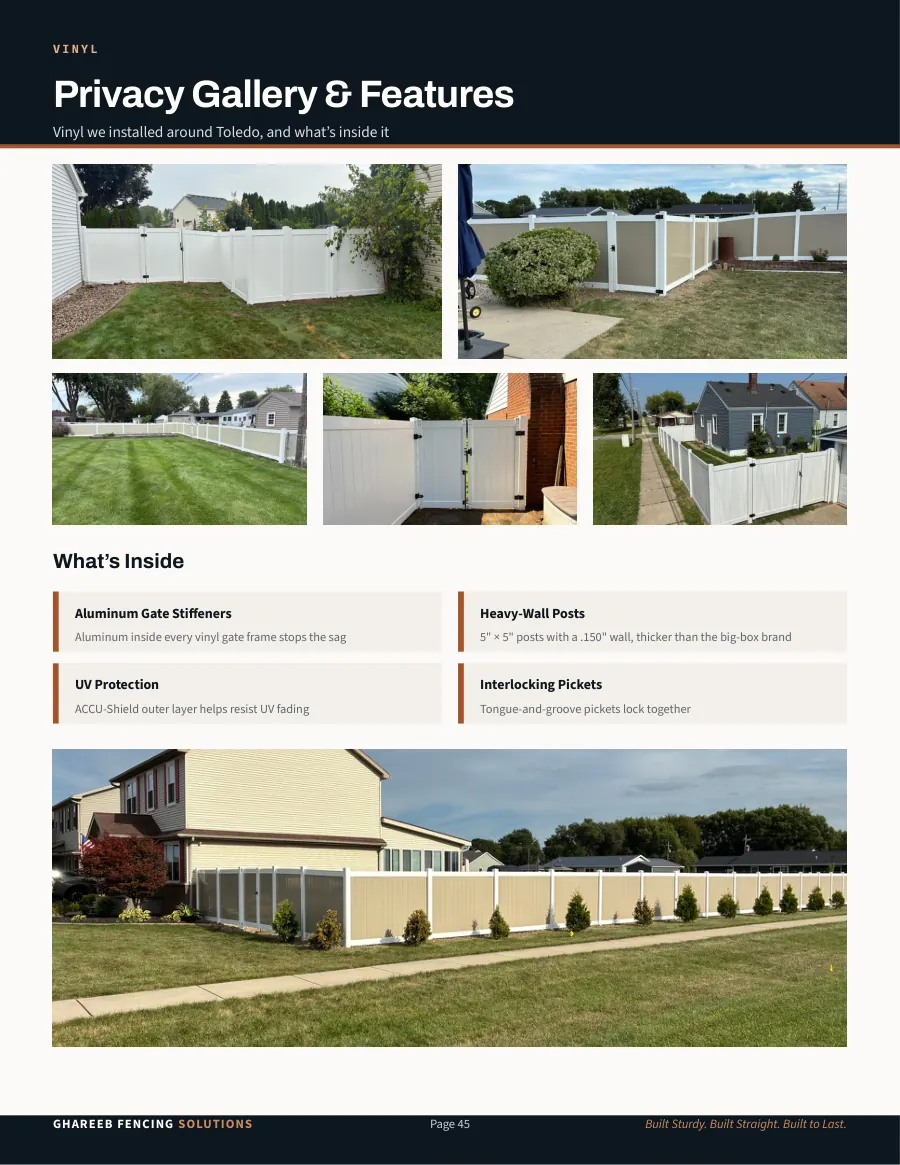 VINYL
Privacy Gallery & Features
Vinyl we installed around Toledo, and what’s inside it
What’s Inside
Aluminum Gate Stiffeners
Aluminum inside every vinyl gate frame stops the sag
Heavy-Wall Posts
5" × 5" posts with a .150" wall, thicker than the big-box brand
UV Protection
ACCU-Shield outer layer helps resist UV fading
Interlocking Pickets
Tongue-and-groove pickets lock together
GHAREEB FENCING SOLUTIONS
Page 45
Built Sturdy. Built Straight. Built to Last.